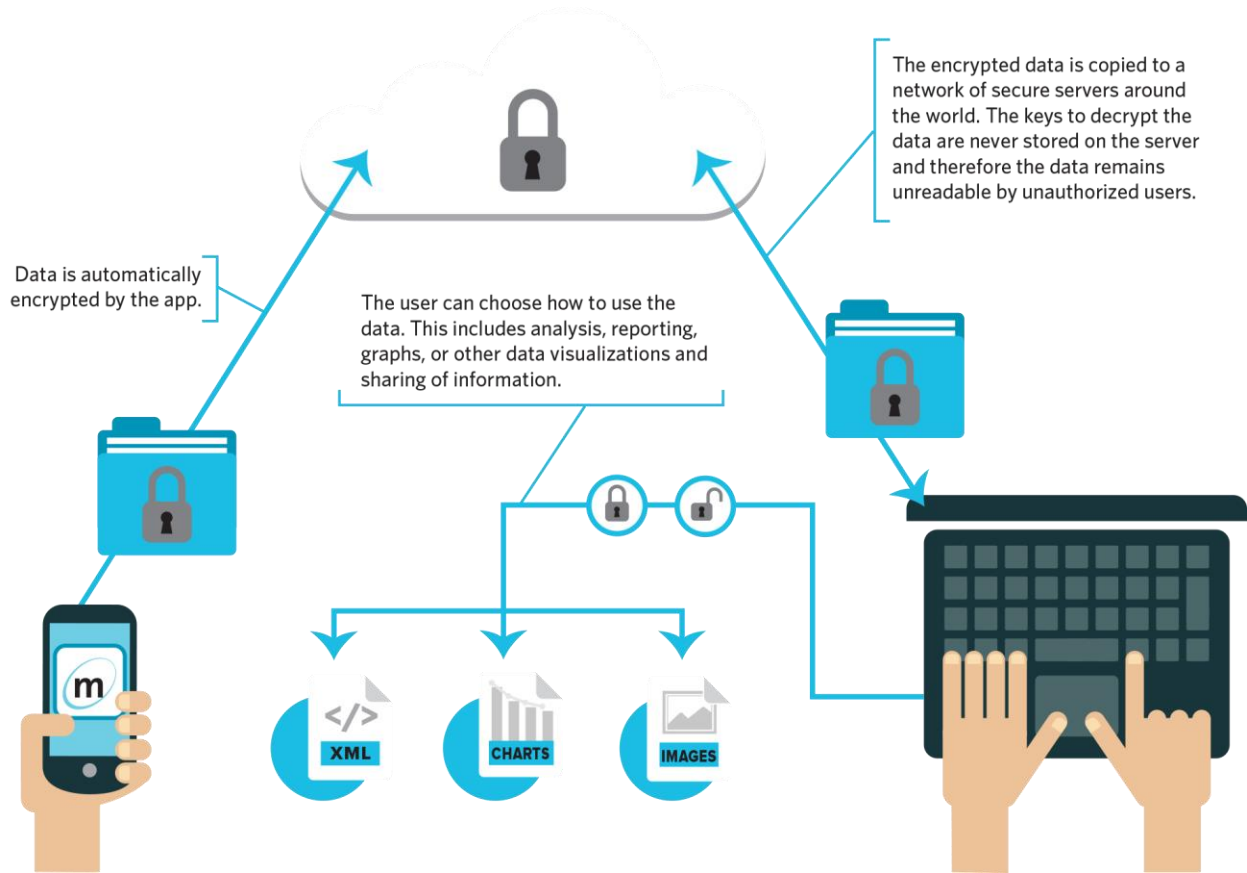 The encrypted data is copied to a
network of secure servers around
the world. The keys to decrypt the
data are never stored on the server
and therefore the data remains
unreadable by unauthorized users.
Data is automatically
encrypted by the app.
The user can choose how to use the
data. This includes analysis, reporting,
graphs, or other data visualizations and
sharing of information.
m
</>
XML
CHARTS
IMAGES